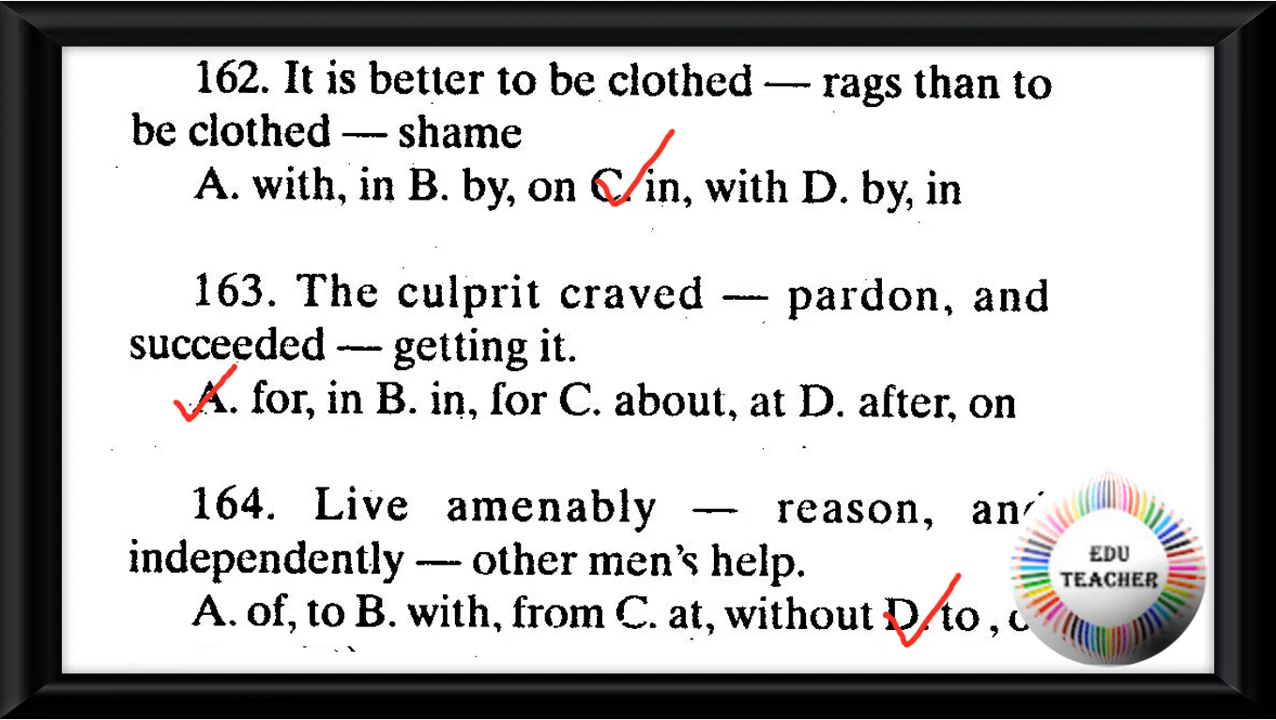 162. It is better to be clothed — rags than to
be clothed — shame
A. with, in B. by, on C. in, with D. by, in
163. The culprit craved — pardon, and
succeeded — getting it.
A. for, in B. in, for C. about, at D. after, on
164. Live amenably — reason,
independently — other men's help.
A. of, to B. with, from C. at, without D. to ,
EDU
TEACHER